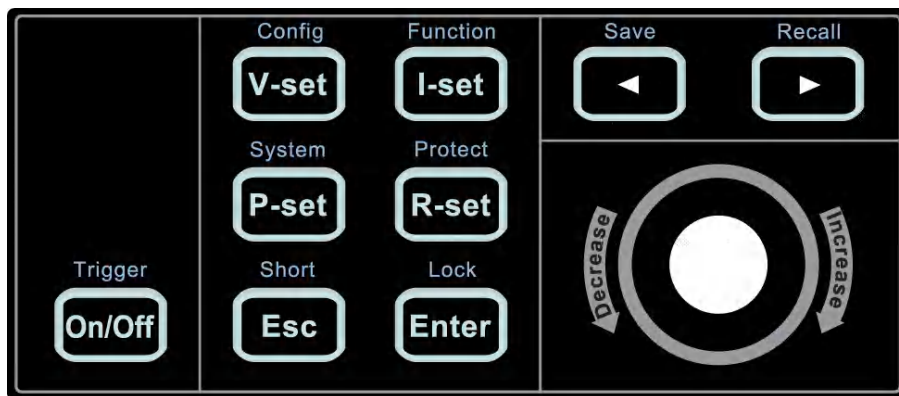 Config Function Save Recall
V-set I-set ◄ ►
System Protect
P-set R-set
Decrease Increase
Trigger Short Lock
On/Off Esc Enter